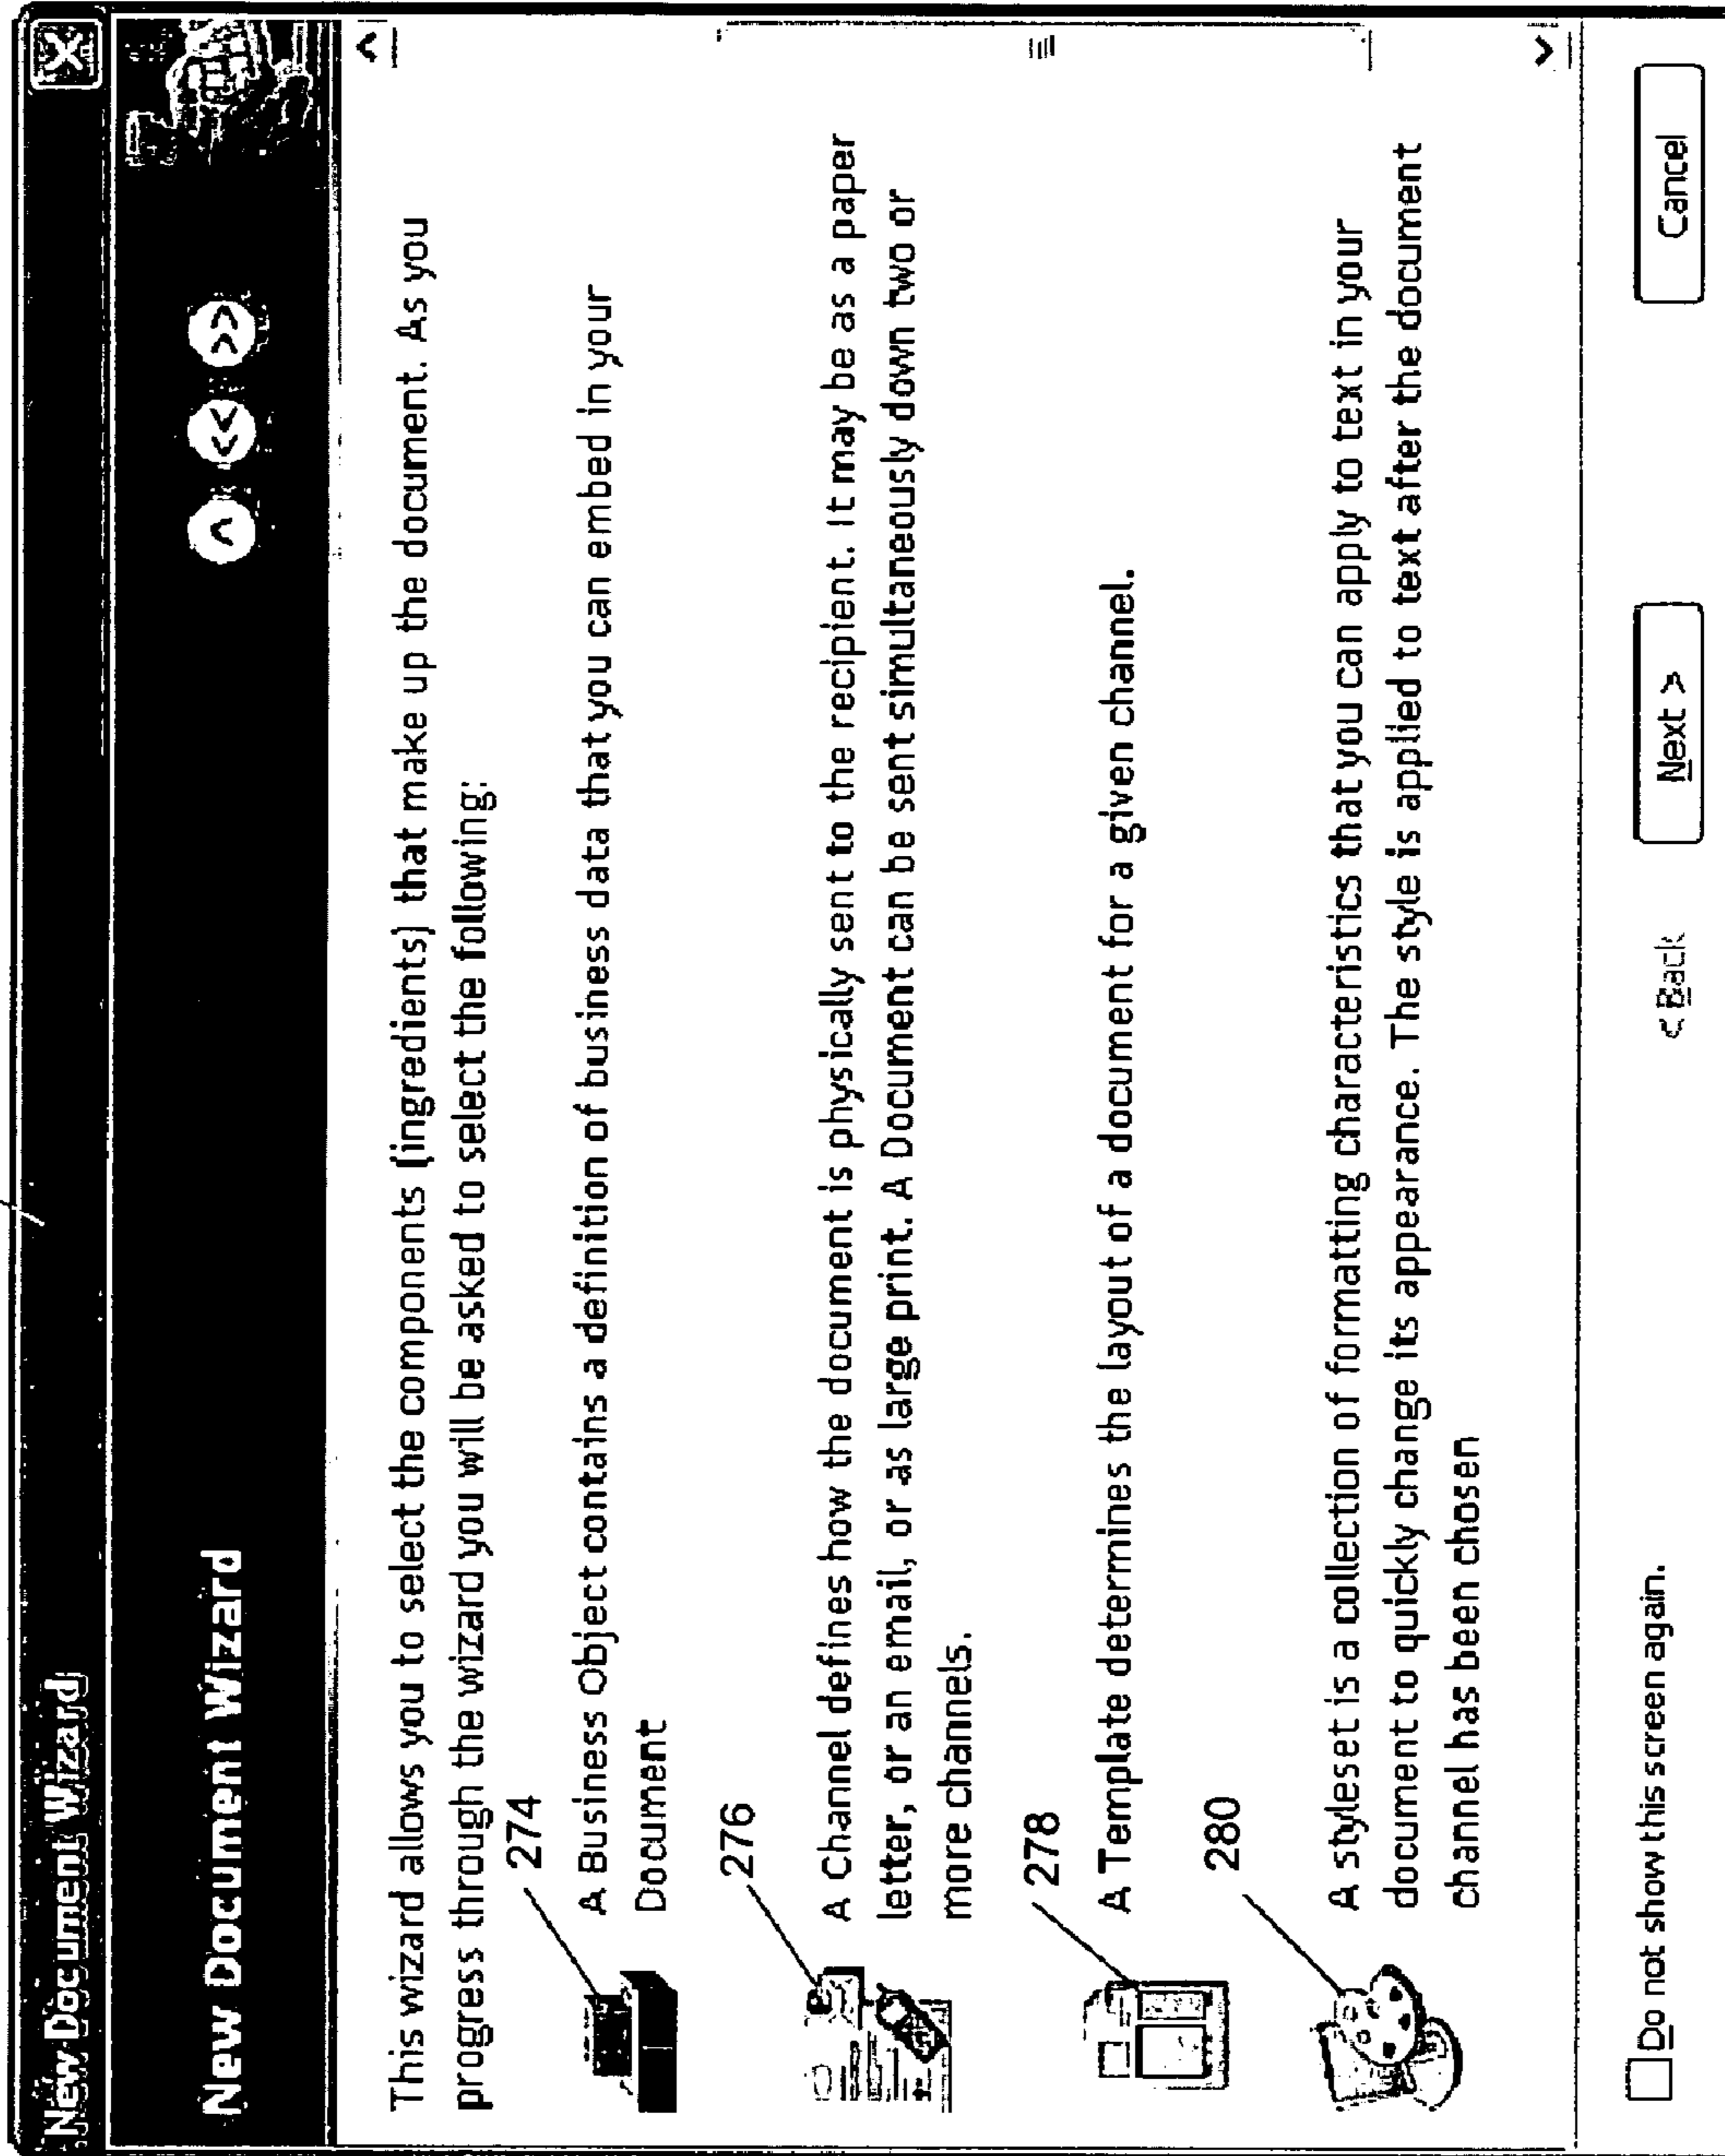 New Document Wizard
New Document Wizard
This wizard allows you to select the components (ingredients) that make up the document. As you
progress through the wizard you will be asked to select the following:
274
A Business Object contains a definition of business data that you can embed in your
Document
276
A Channel defines how the document is physically sent to the recipient. It may be as a paper
letter, or an email, or as large print. A Document can be sent simultaneously down two or
more channels.
278
A Template determines the layout of a document for a given channel.
280
A styleset is a collection of formatting characteristics that you can apply to text in your
document to quickly change its appearance. The style is applied to text after the document
channel has been chosen
Do not show this screen again.
< Back
Next >
Cancel